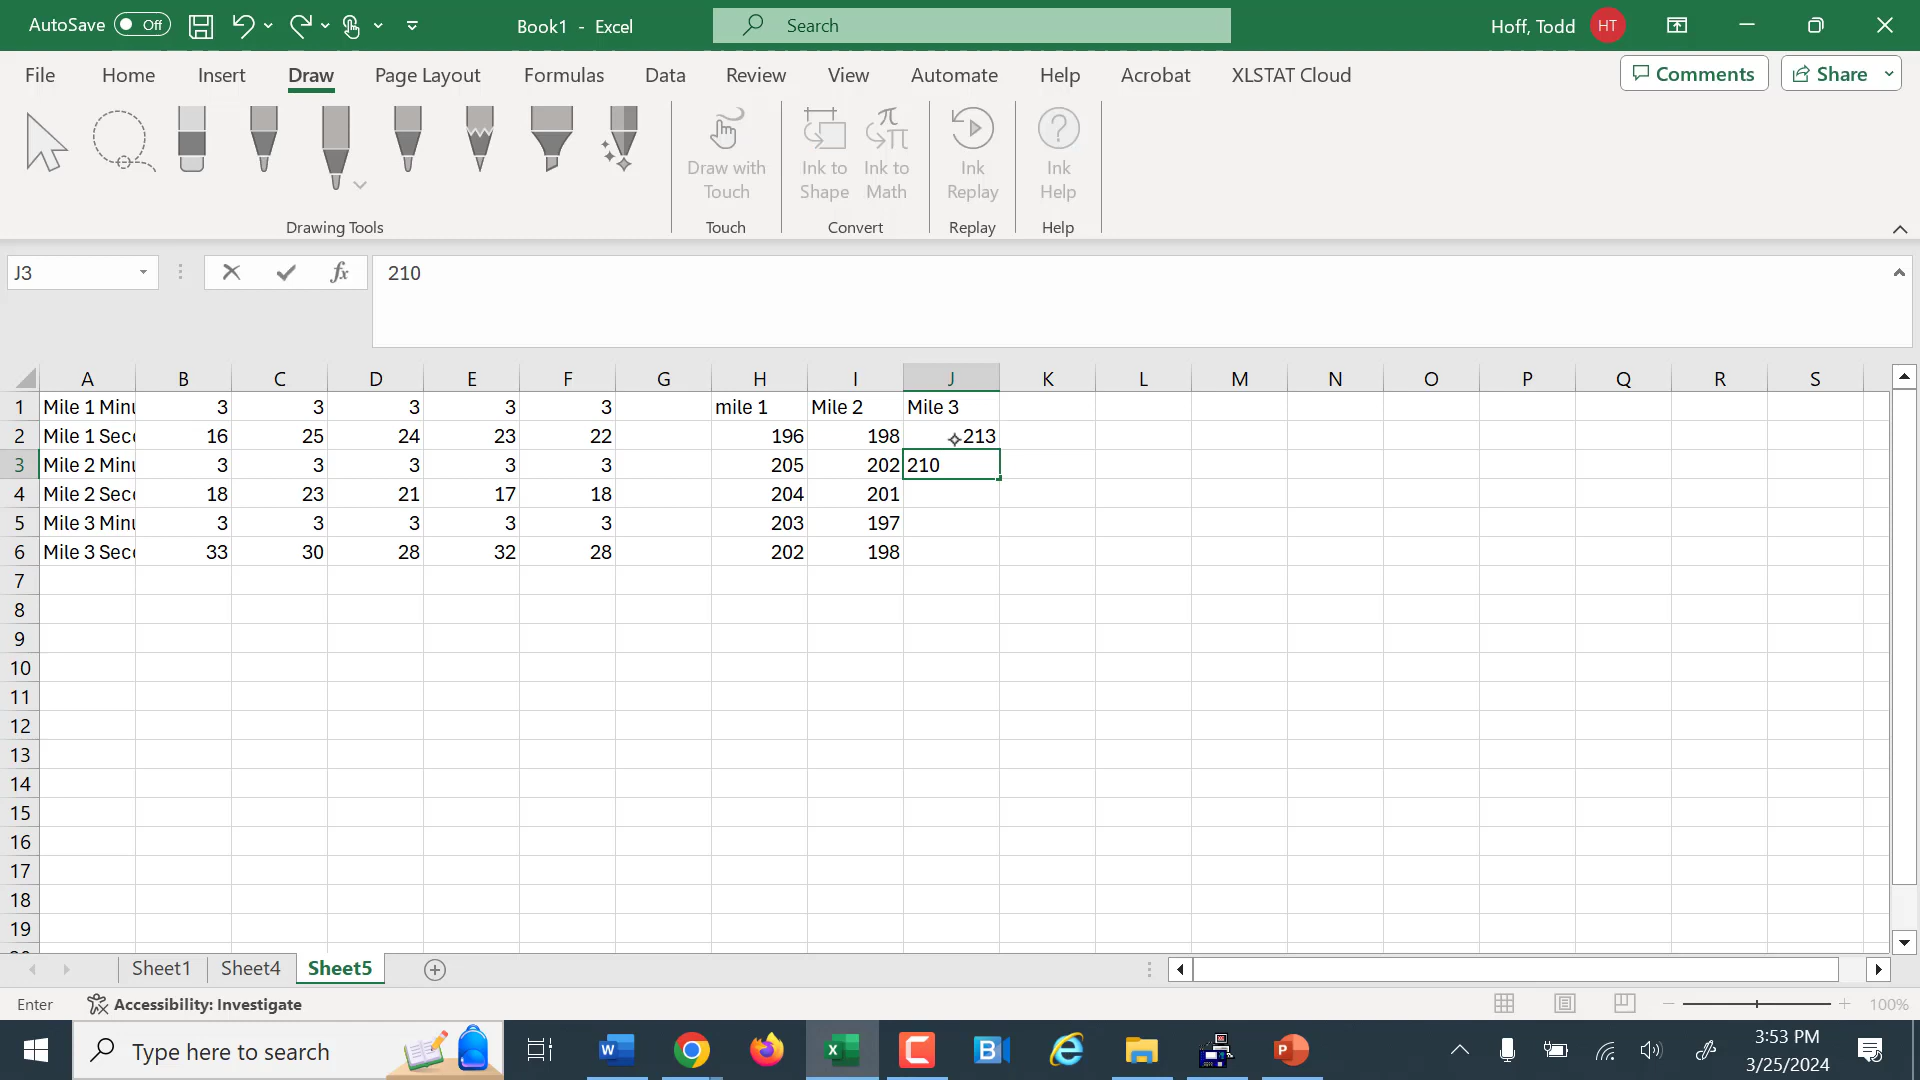 AutoSave Off Book1 - Excel Search Hoff, Todd HT
File Home Insert Draw Page Layout Formulas Data Review View Automate Help Acrobat XLSTAT Cloud Comments Share
Draw with Touch Ink to Shape Ink to Math Ink Replay Ink Help
Drawing Tools Touch Convert Replay Help
J3 fx 210
A B C D E F G H I J K L M N O P Q R S
1 Mile 1 Minu 3 3 3 3 3 mile 1 Mile 2 Mile 3
2 Mile 1 Seco 16 25 24 23 22 196 198 213
3 Mile 2 Minu 3 3 3 3 3 205 202 210
4 Mile 2 Seco 18 23 21 17 18 204 201
5 Mile 3 Minu 3 3 3 3 3 203 197
6 Mile 3 Seco 33 30 28 32 28 202 198
7
8
9
10
11
12
13
14
15
16
17
18
19
Sheet1 Sheet4 Sheet5
Enter Accessibility: Investigate 100%
Type here to search 3:53 PM
3/25/2024